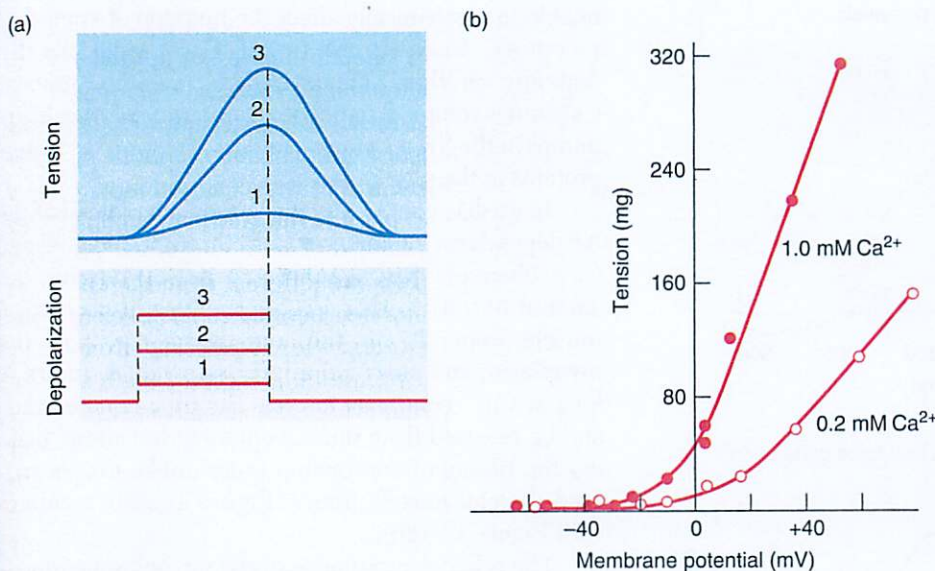 (a)
Tension
3
2
1
Depolarization
3
2
1
(b)
Tension (mg)
320
240
160
80
1.0 mM Ca²⁺
0.2 mM Ca²⁺
−40
0
+40
Membrane potential (mV)